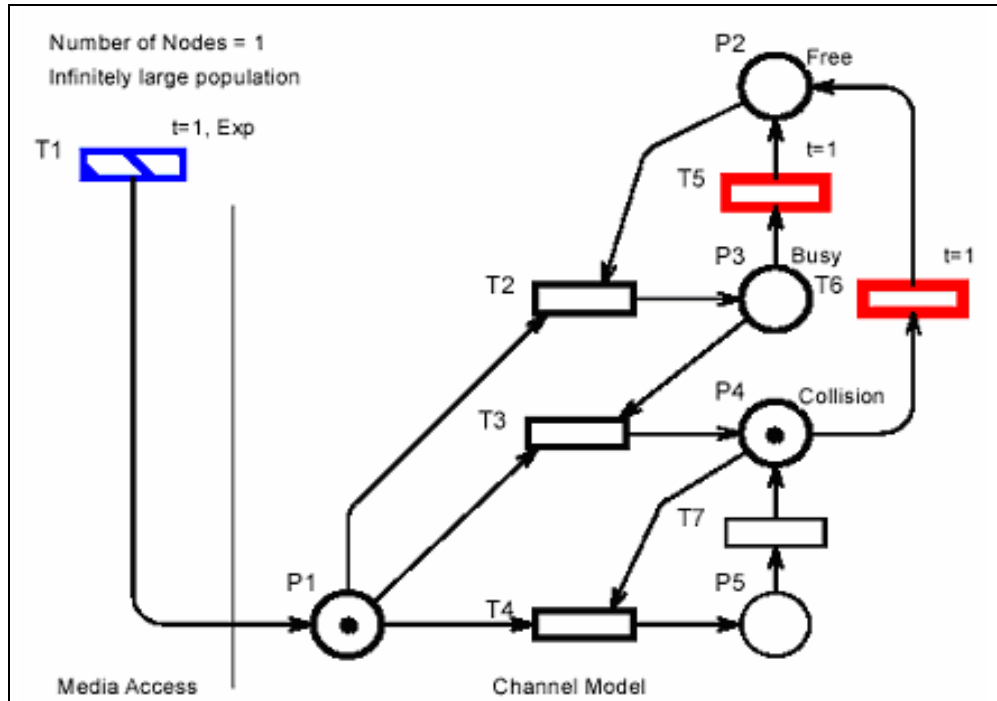 Number of Nodes = 1
Infinitely large population
t=1, Exp
T1
P2
Free
t=1
T5
P3
Busy
T6
t=1
T2
P4
Collision
T3
T7
P5
P1
T4
Media Access
Channel Model